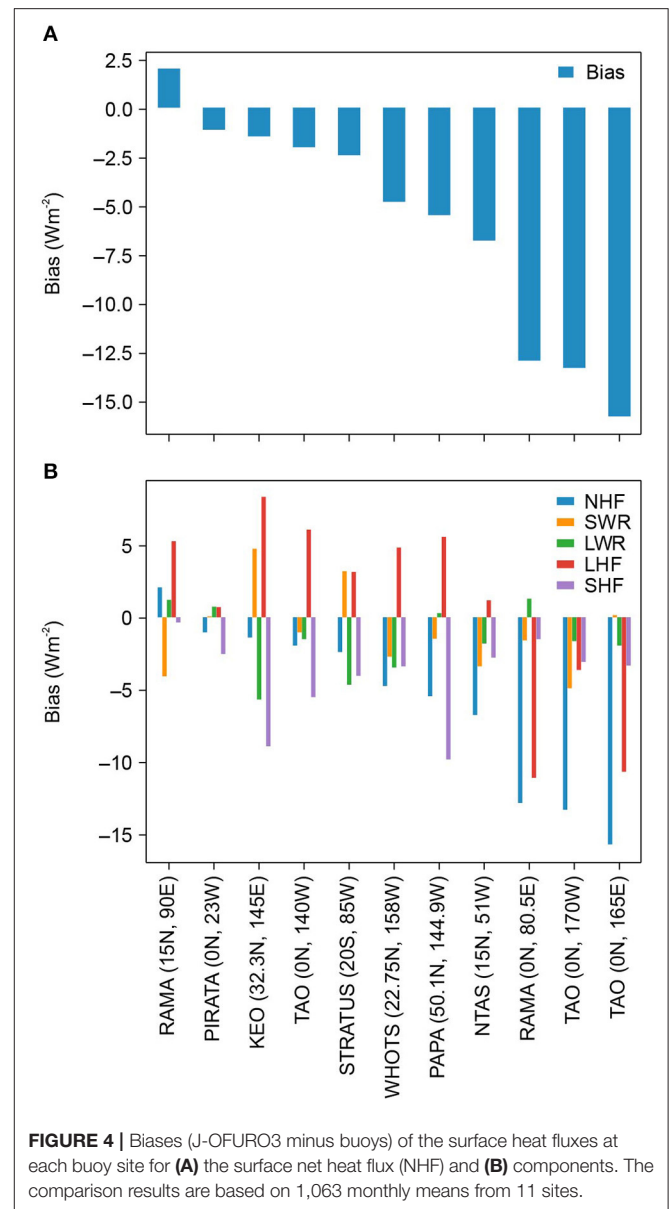 A
2.5
0.0
−2.5
−5.0
−7.5
−10.0
−12.5
−15.0
Bias (Wm-2)
Bias
B
5
0
−5
−10
−15
Bias (Wm-2)
NHF
SWR
LWR
LHF
SHF
RAMA (15N, 90E)
PIRATA (0N, 23W)
KEO (32.3N, 145E)
TAO (0N, 140W)
STRATUS (20S, 85W)
WHOTS (22.75N, 158W)
PAPA (50.1N, 144.9W)
NTAS (15N, 51W)
RAMA (0N, 80.5E)
TAO (0N, 170W)
TAO (0N, 165E)
FIGURE 4 | Biases (J-OFURO3 minus buoys) of the surface heat fluxes at
each buoy site for (A) the surface net heat flux (NHF) and (B) components. The
comparison results are based on 1,063 monthly means from 11 sites.